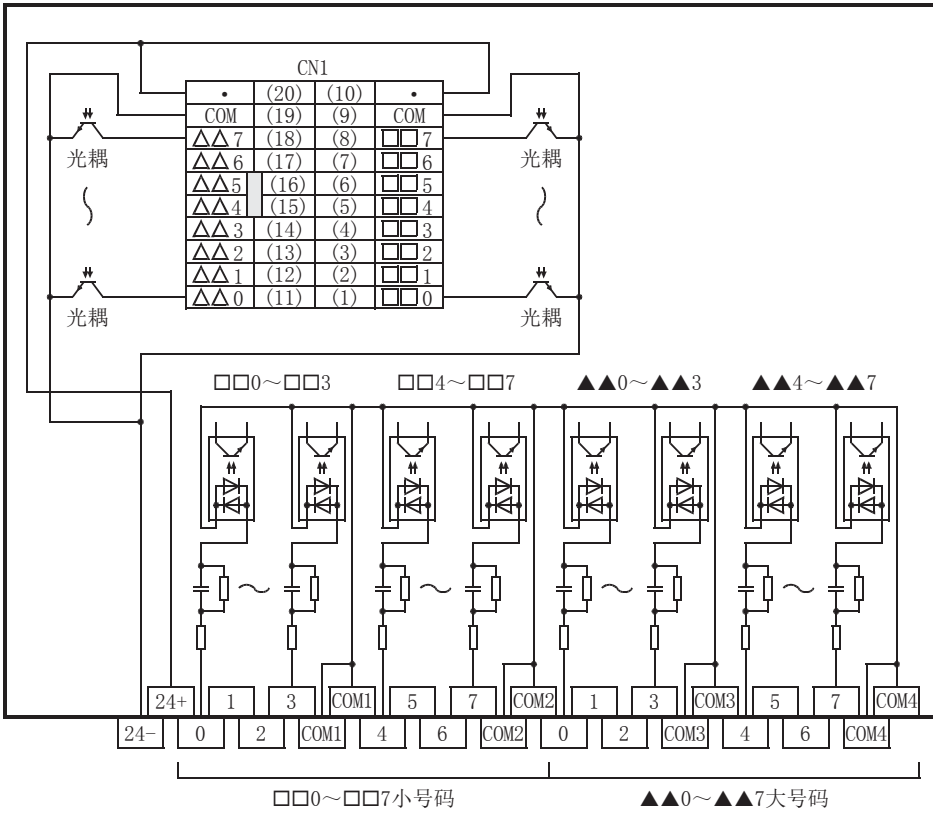 CN1
• (20) (10) •
COM (19) (9) COM
△△7 (18) (8) □□7
△△6 (17) (7) □□6
△△5 (16) (6) □□5
△△4 (15) (5) □□4
△△3 (14) (4) □□3
△△2 (13) (3) □□2
△△1 (12) (2) □□1
△△0 (11) (1) □□0
光耦 光耦
光耦 光耦
□□0～□□3 □□4～□□7 ▲▲0～▲▲3 ▲▲4～▲▲7
24+ 1 3 COM1 5 7 COM2 1 3 COM3 5 7 COM4
24- 0 2 COM1 4 6 COM2 0 2 COM3 4 6 COM4
□□0～□□7小号码 ▲▲0～▲▲7大号码